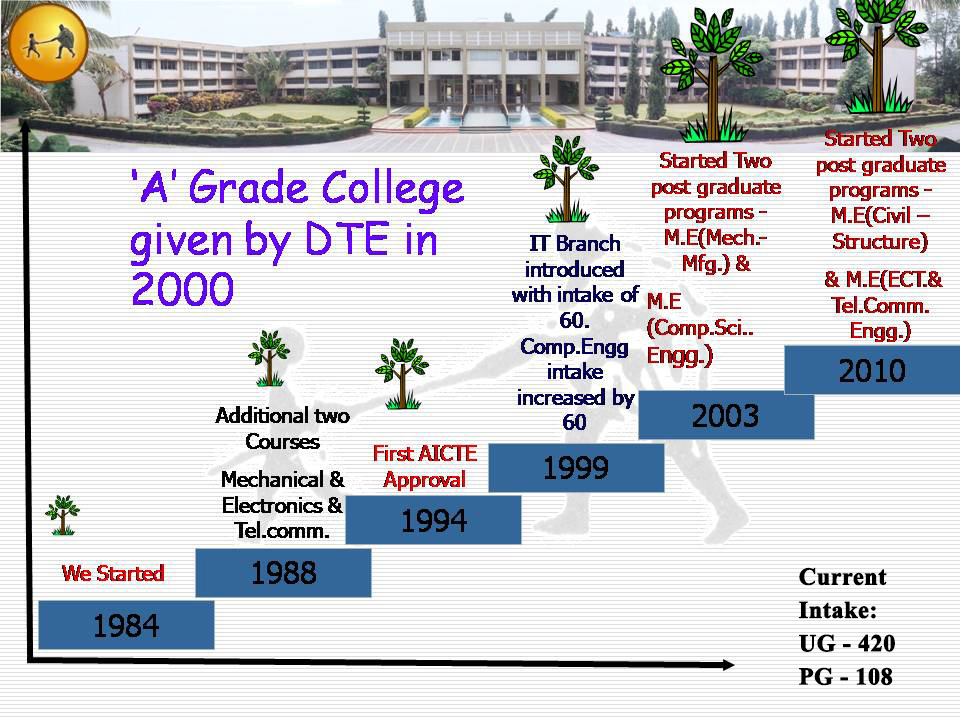 ‘A’ Grade College
given by DTE in
2000
We Started
1984
Additional two
Courses
Mechanical &
Electronics &
Tel.comm.
1988
First AICTE
Approval
1994
IT Branch
introduced
with intake of
60.
Comp.Engg
intake
increased by
60
1999
Started Two
post graduate
programs -
M.E(Mech.-
Mfg.) &
M.E
(Comp.Sci..
Engg.)
2003
Started Two
post graduate
programs -
M.E(Civil –
Structure)
& M.E(ECT.&
Tel.Comm.
Engg.)
2010
Current
Intake:
UG - 420
PG - 108